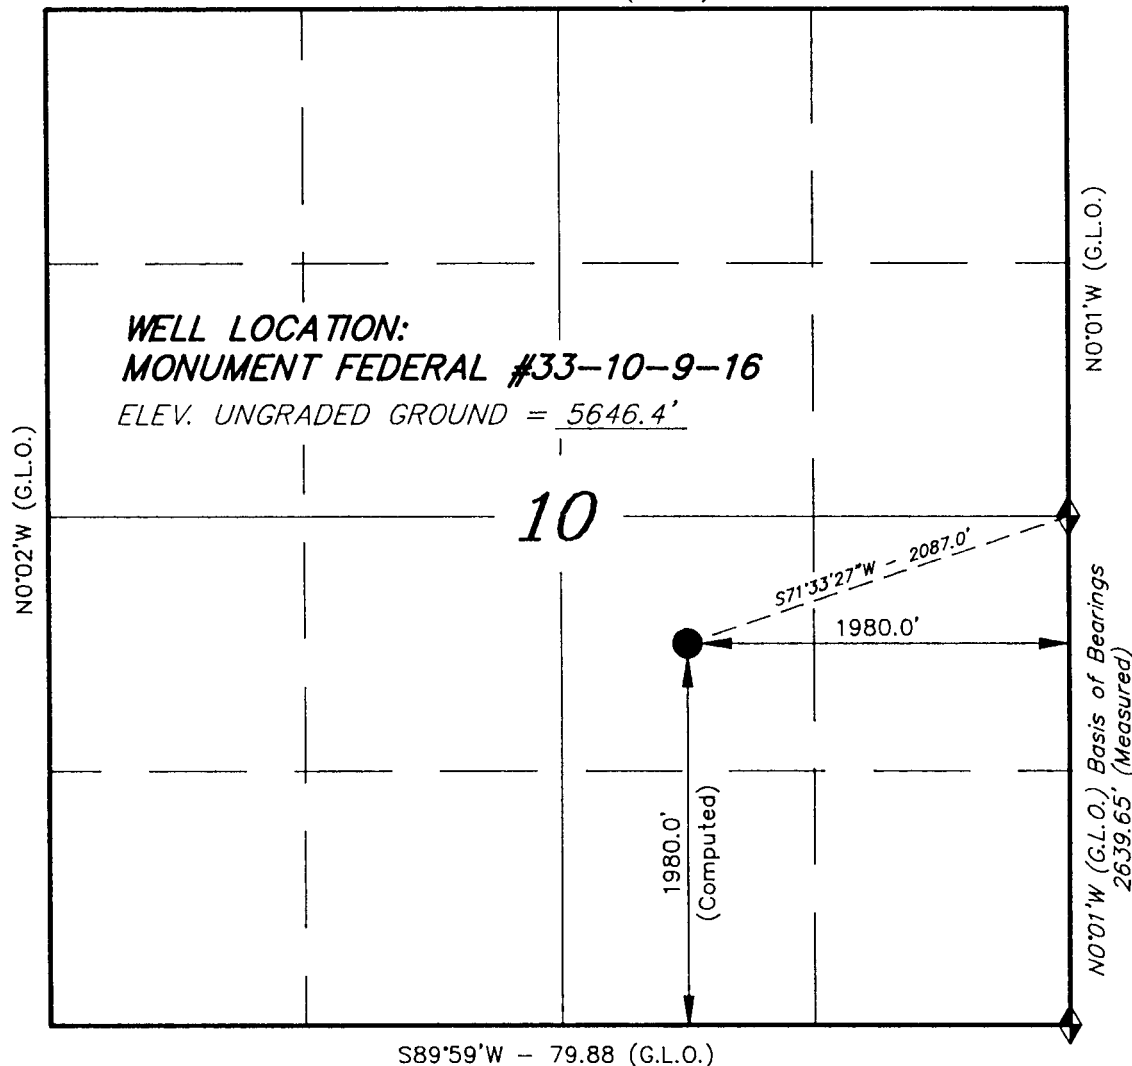 WELL LOCATION:
MONUMENT FEDERAL #33-10-9-16
ELEV. UNGRADED GROUND = 5646.4'
N0°01'W (G.L.O.)
N0°02'W (G.L.O.)
10
S71°33'27"W - 2087.0'
1980.0'
1980.0'
(Computed)
N0°01'W (G.L.O.) Basis of Bearings
2639.65' (Measured)
S89°59'W - 79.88 (G.L.O.)